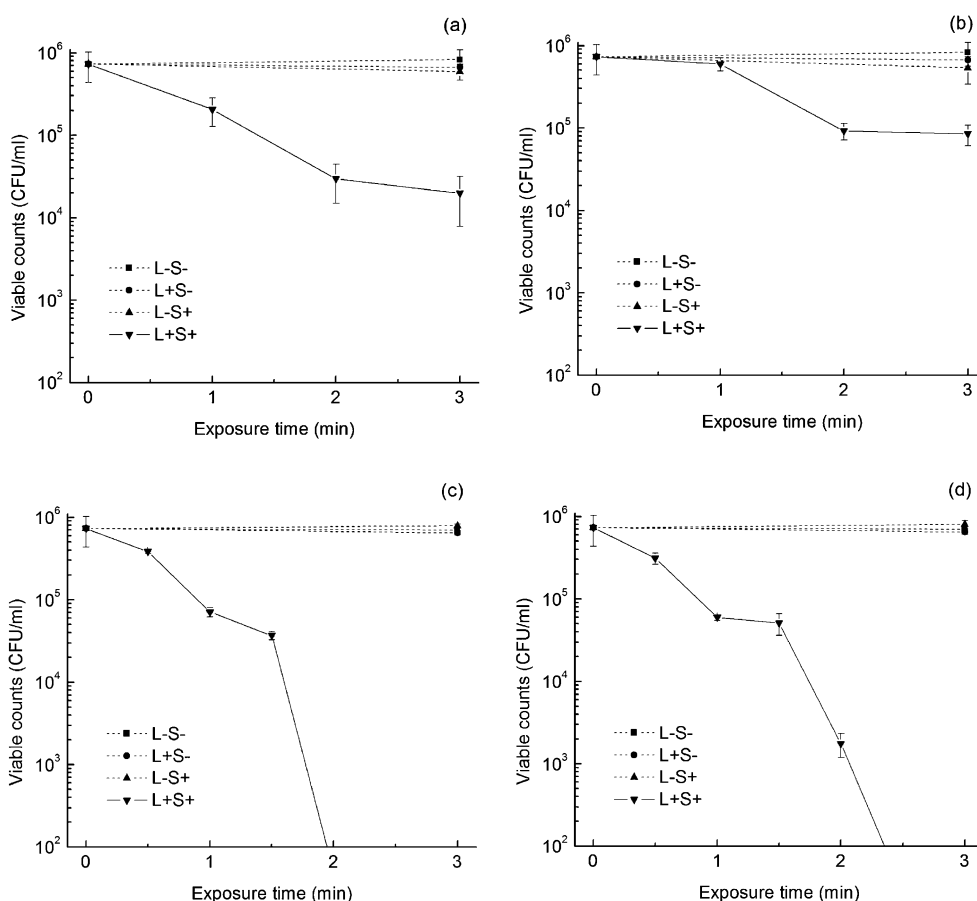 (a)
Viable counts (CFU/ml)
10^6
10^5
10^4
10^3
10^2
L-S-
L+S-
L-S+
L+S+
0 1 2 3
Exposure time (min)
(b)
Viable counts (CFU/ml)
10^6
10^5
10^4
10^3
10^2
L-S-
L+S-
L-S+
L+S+
0 1 2 3
Exposure time (min)
(c)
Viable counts (CFU/ml)
10^6
10^5
10^4
10^3
10^2
L-S-
L+S-
L-S+
L+S+
0 1 2 3
Exposure time (min)
(d)
Viable counts (CFU/ml)
10^6
10^5
10^4
10^3
10^2
L-S-
L+S-
L-S+
L+S+
0 1 2 3
Exposure time (min)